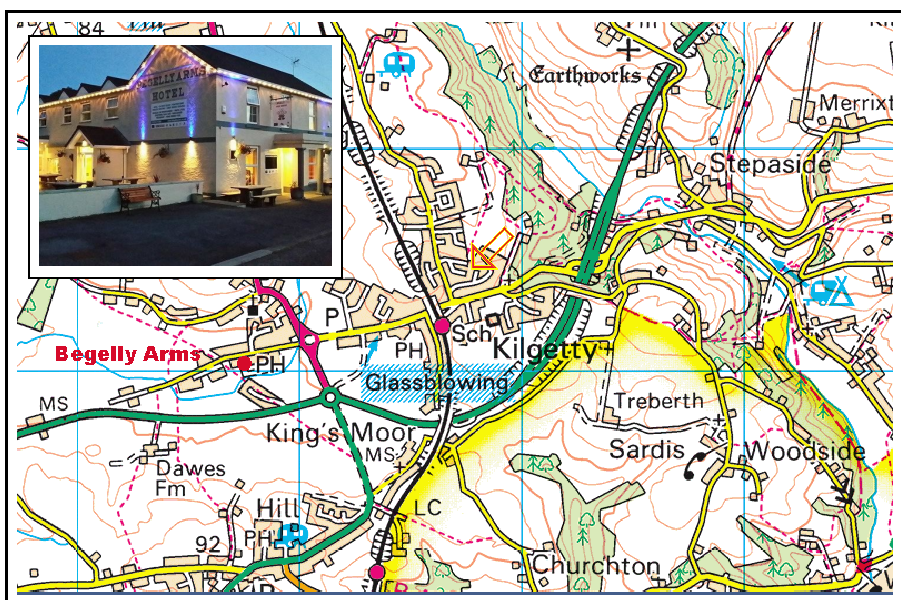 84
Earthworks
Merrixt
BEGELLY ARMS
HOTEL
Stepaside
P
Sch
PH
Kilgetty
Begelly Arms
PH
Glassblowing
MS
Treberth
King's Moor
MS
Sardis
Woodside
Dawes
Fm
Hill
LC
92
PH
Churchton